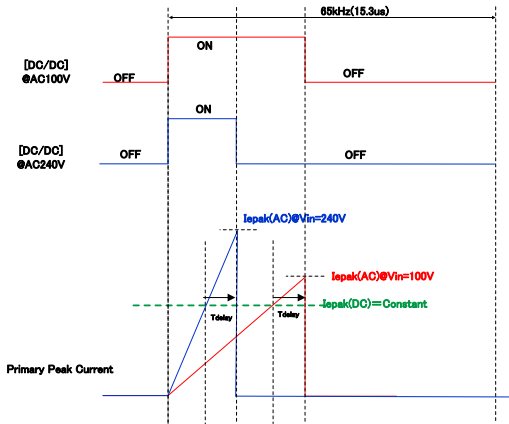 65kHz(15.3us)
ON
[DC/DC]
@AC100V
OFF
OFF
ON
[DC/DC]
@AC240V
OFF
OFF
Iepak(AC)@Vin=240V
Iepak(AC)@Vin=100V
Iepak(DC)=Constant
Tdelay
Tdelay
Primary Peak Current